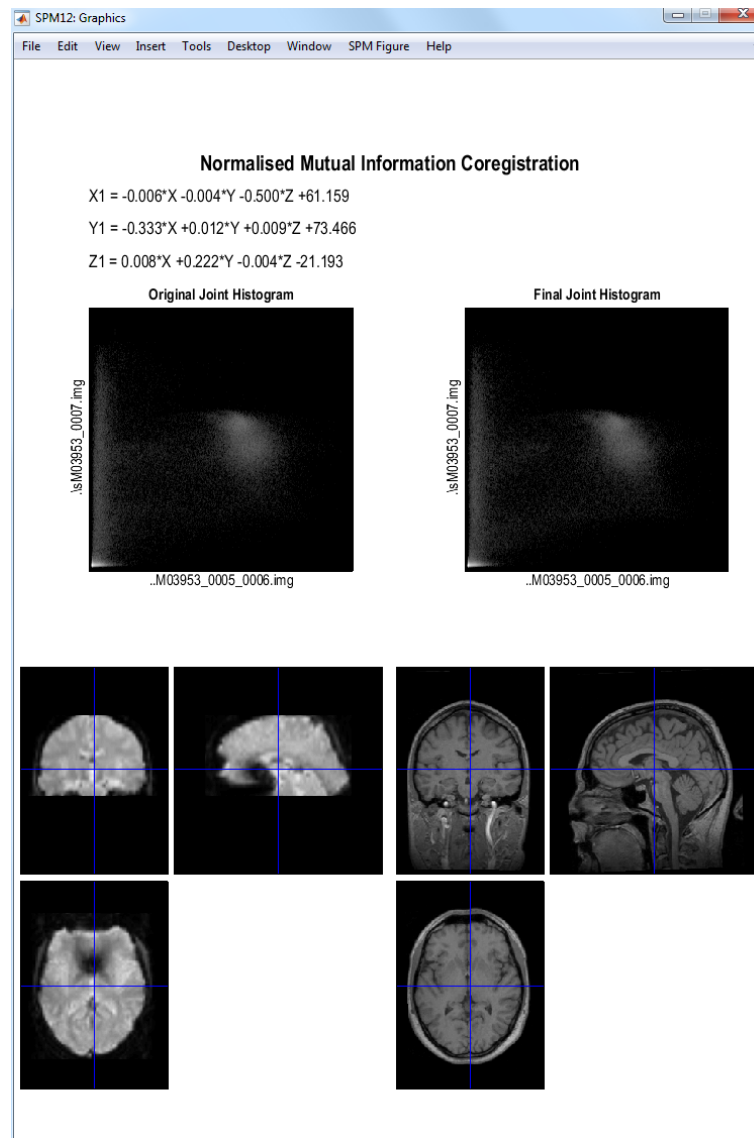 SPM12: Graphics
File Edit View Insert Tools Desktop Window SPM Figure Help
Normalised Mutual Information Coregistration
X1 = -0.006*X -0.004*Y -0.500*Z +61.159
Y1 = -0.333*X +0.012*Y +0.009*Z +73.466
Z1 = 0.008*X +0.222*Y -0.004*Z -21.193
Original Joint Histogram
Final Joint Histogram
.\sM03953_0007.img
.\sM03953_0007.img
..M03953_0005_0006.img
..M03953_0005_0006.img